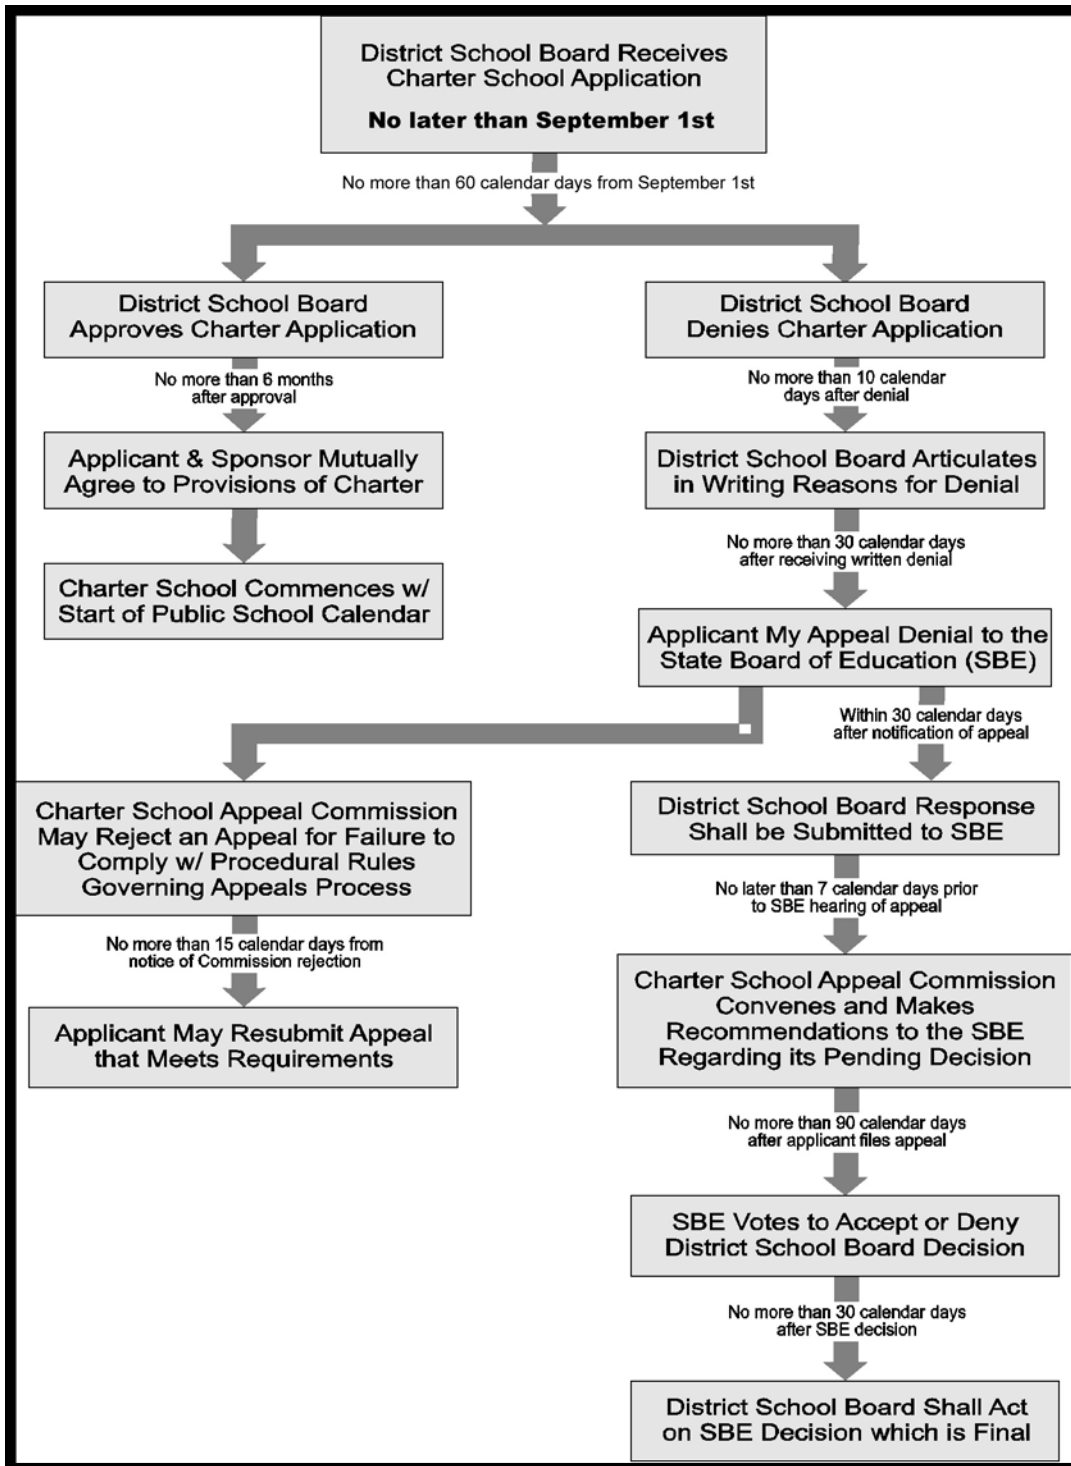 District School Board Receives
Charter School Application
No later than September 1st
No more than 60 calendar days from September 1st
District School Board
Approves Charter Application
No more than 6 months
after approval
Applicant & Sponsor Mutually
Agree to Provisions of Charter
Charter School Commences w/
Start of Public School Calendar
District School Board
Denies Charter Application
No more than 10 calendar
days after denial
District School Board Articulates
in Writing Reasons for Denial
No more than 30 calendar days
after receiving written denial
Applicant My Appeal Denial to the
State Board of Education (SBE)
Charter School Appeal Commission
May Reject an Appeal for Failure to
Comply w/ Procedural Rules
Governing Appeals Process
No more than 15 calendar days from
notice of Commission rejection
Applicant May Resubmit Appeal
that Meets Requirements
Within 30 calendar days
after notification of appeal
District School Board Response
Shall be Submitted to SBE
No later than 7 calendar days prior
to SBE hearing of appeal
Charter School Appeal Commission
Convenes and Makes
Recommendations to the SBE
Regarding its Pending Decision
No more than 90 calendar days
after applicant files appeal
SBE Votes to Accept or Deny
District School Board Decision
No more than 30 calendar days
after SBE decision
District School Board Shall Act
on SBE Decision which is Final